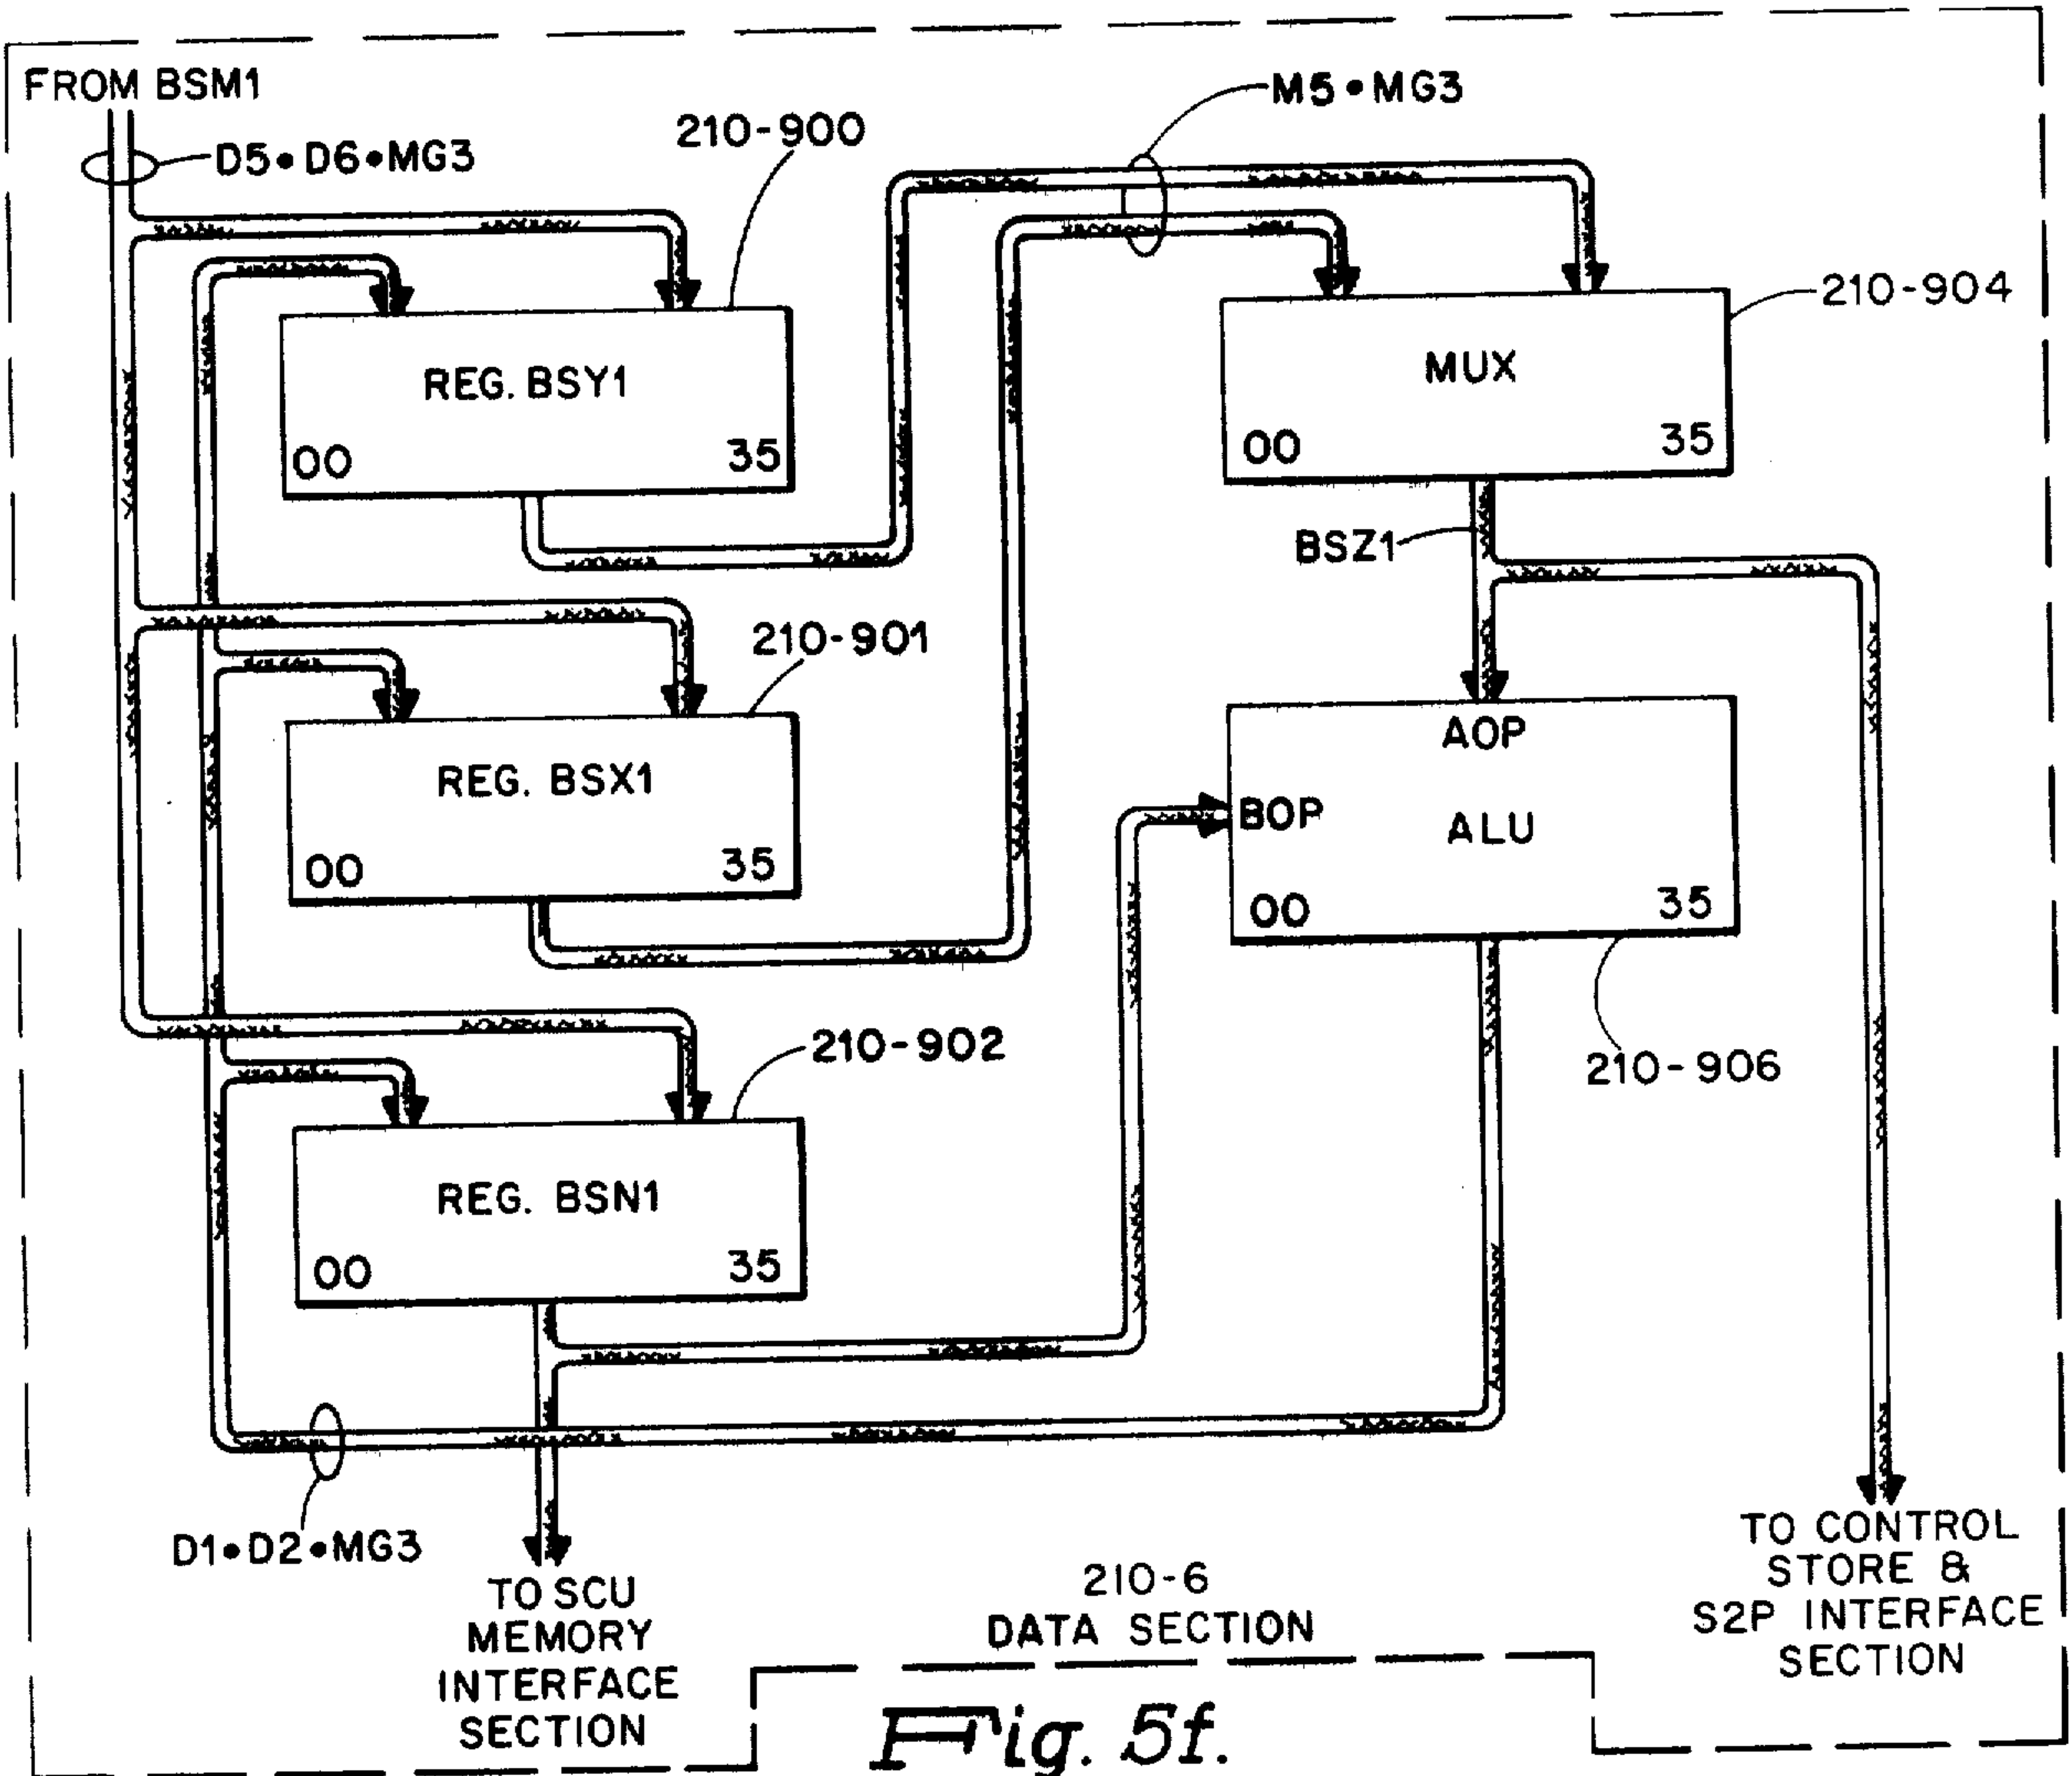 FROM BSM1
D5•D6•MG3
210-900
M5•MG3
REG. BSY1
00 35
210-904
MUX
00 35
BSZ1
210-901
REG. BSX1
00 35
AOP
BOP
ALU
00 35
210-906
210-902
REG. BSN1
00 35
D1•D2•MG3
TO SCU
MEMORY
INTERFACE
SECTION
210-6
DATA SECTION
TO CONTROL
STORE &
S2P INTERFACE
SECTION
Fig. 5f.